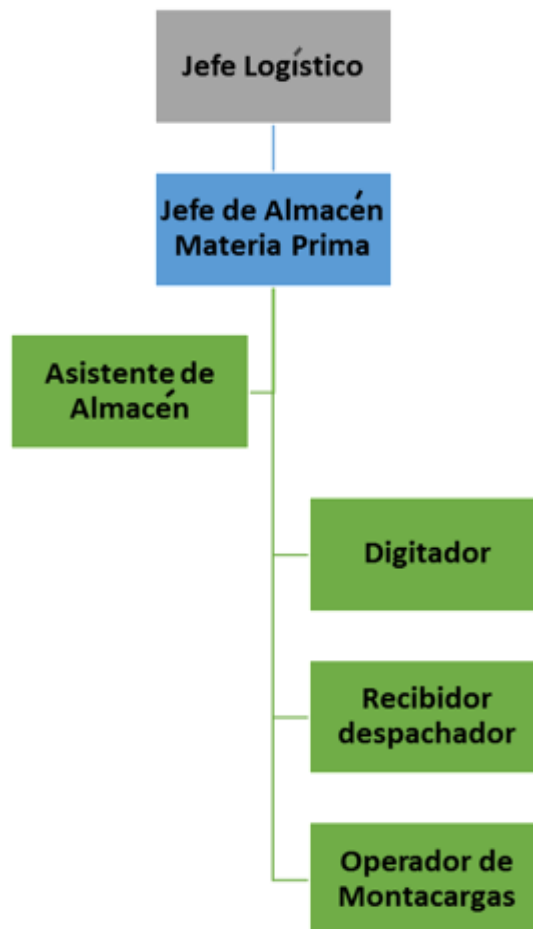 Jefe Logístico
Jefe de Almacén
Materia Prima
Asistente de
Almacén
Digitador
Recibidor
despachador
Operador de
Montacargas